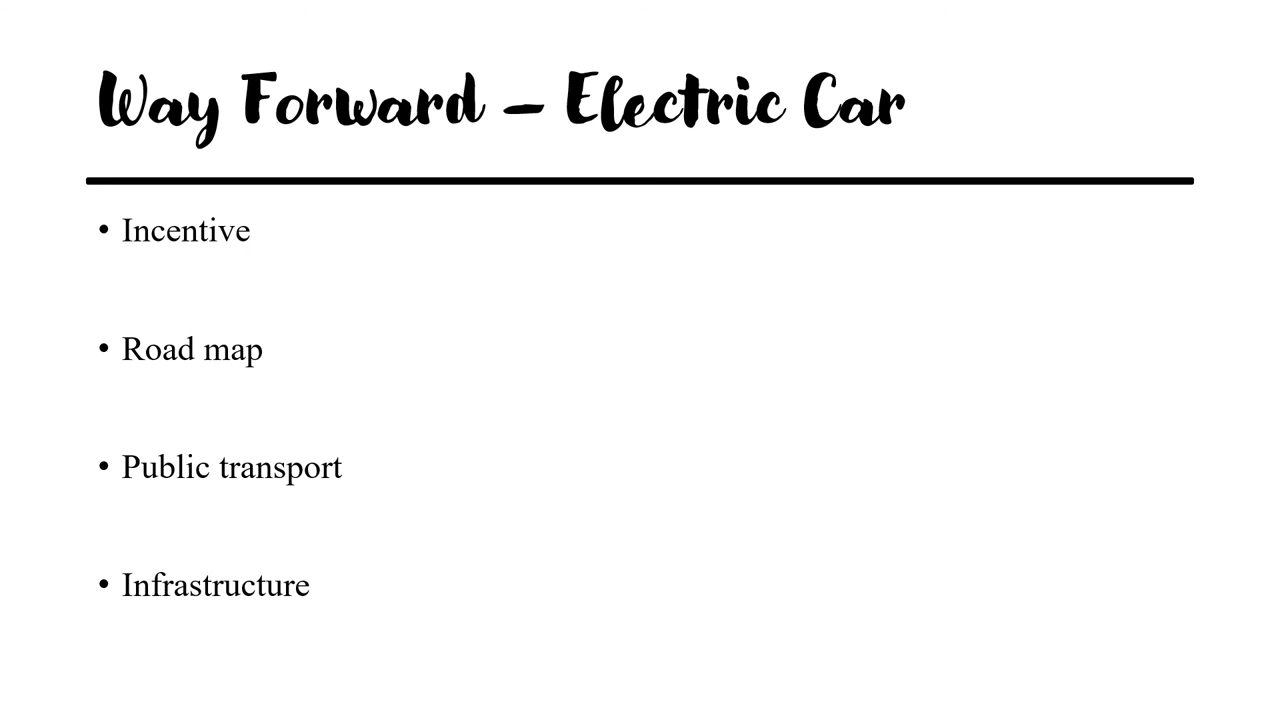 Way Forward – Electric Car
• Incentive
• Road map
• Public transport
• Infrastructure